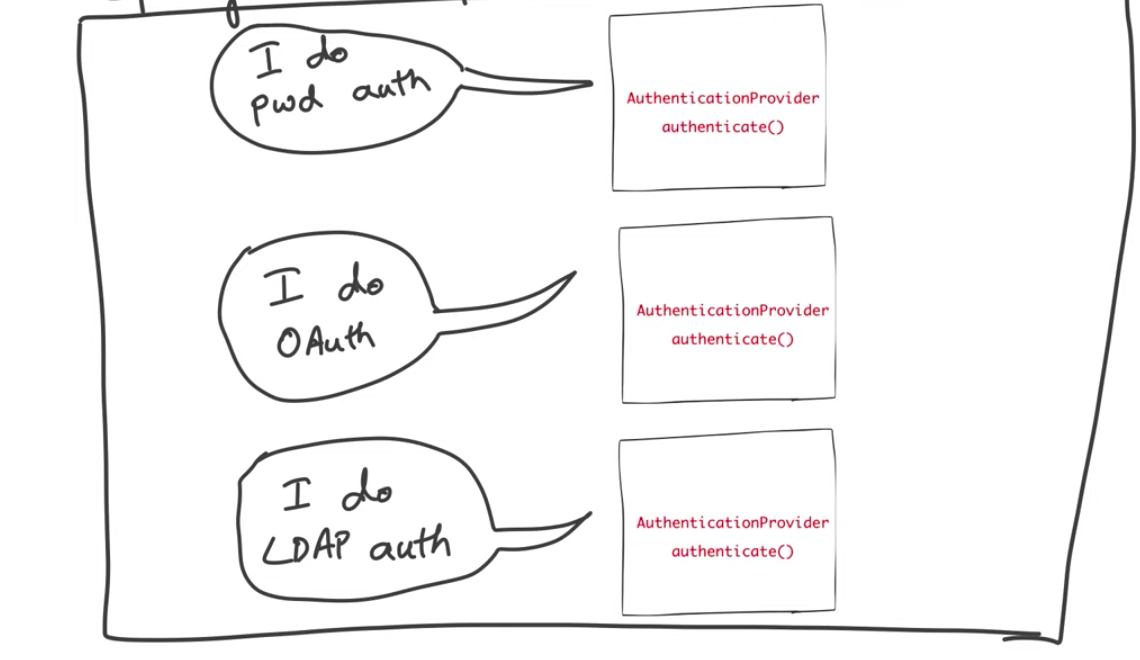 I do
pwd auth
AuthenticationProvider
authenticate()
I do
OAuth
AuthenticationProvider
authenticate()
I do
LDAP auth
AuthenticationProvider
authenticate()